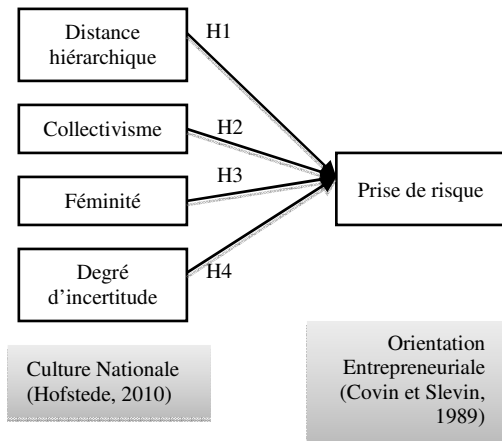 Distance
hiérarchique
H1
Collectivisme
H2
H3
Féminité
Prise de risque
H4
Degré
d'incertitude
Culture Nationale
(Hofstede, 2010)
Orientation
Entrepreneuriale
(Covin et Slevin,
1989)